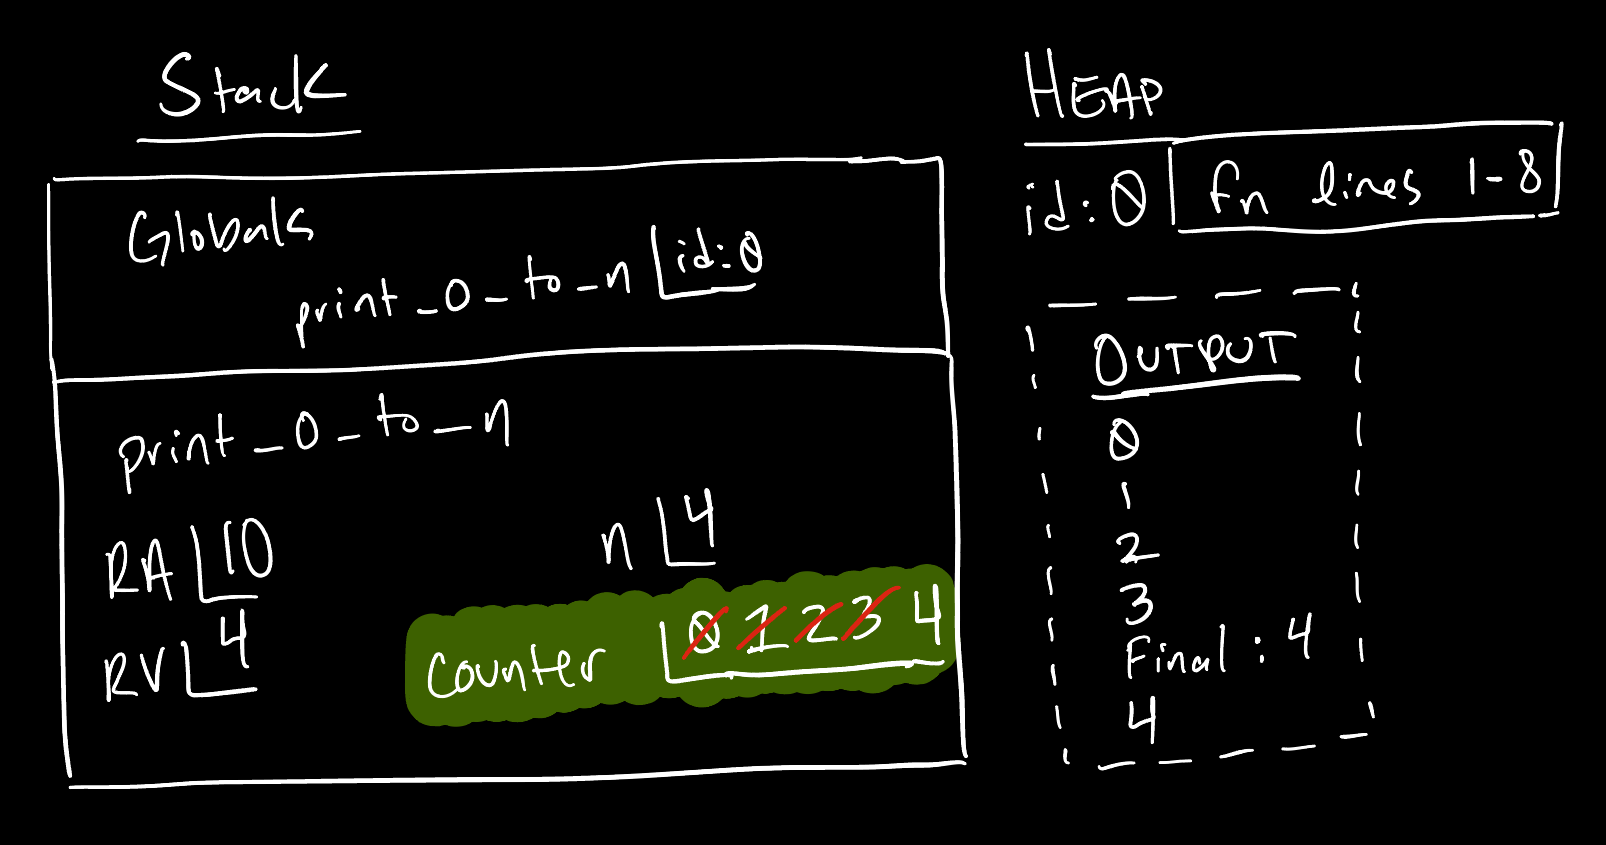 Stack
Globals
print_0_to_n id:0
print_0_to_n
RA 10
n 4
RV 4
Counter 0 1 2 3 4
HEAP
id:0 fn lines 1-8
OUTPUT
0
1
2
3
Final: 4
4